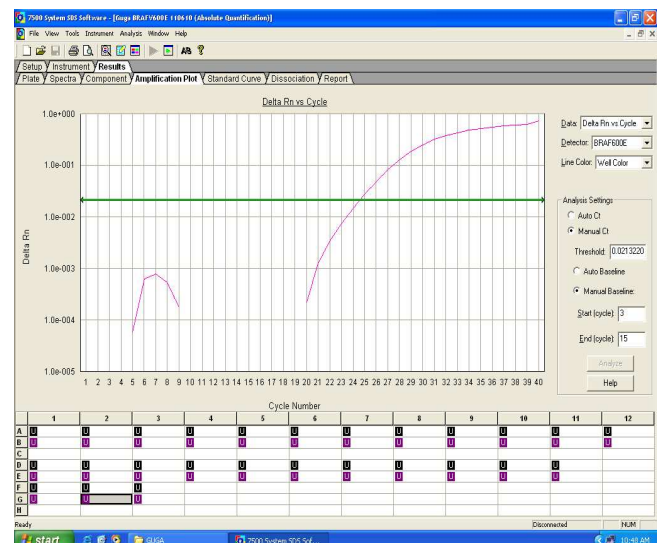 7500 System SDS Software - [Guga BRAFV600E 110610 (Absolute Quantification)]
File View Tools Instrument Analysis Window Help
Setup Instrument Results
Plate Spectra Component Amplification Plot Standard Curve Dissociation Report
Delta Rn vs Cycle
Data: Delta Rn vs Cycle
Detector: BRAF600E
Line Color: Well Color
Analysis Settings
Auto Ct
Manual Ct
Threshold: 0.0213220
Auto Baseline
Manual Baseline:
Start (cycle): 3
End (cycle): 15
Analyze
Help
Delta Rn
1.0e+000
1.0e-001
1.0e-002
1.0e-003
1.0e-004
1.0e-005
1 2 3 4 5 6 7 8 9 10 11 12 13 14 15 16 17 18 19 20 21 22 23 24 25 26 27 28 29 30 31 32 33 34 35 36 37 38 39 40
Cycle Number
1 2 3 4 5 6 7 8 9 10 11 12
A U U U U U U U U U U U U
B U U U U U U U U U U U U
C
D U U U U U U U U U U U
E U U U U U U U U U U U
F U U U
G U U U
H
Ready Disconnected NUM
start GUGA 7500 System SDS Sof... 10:48 AM